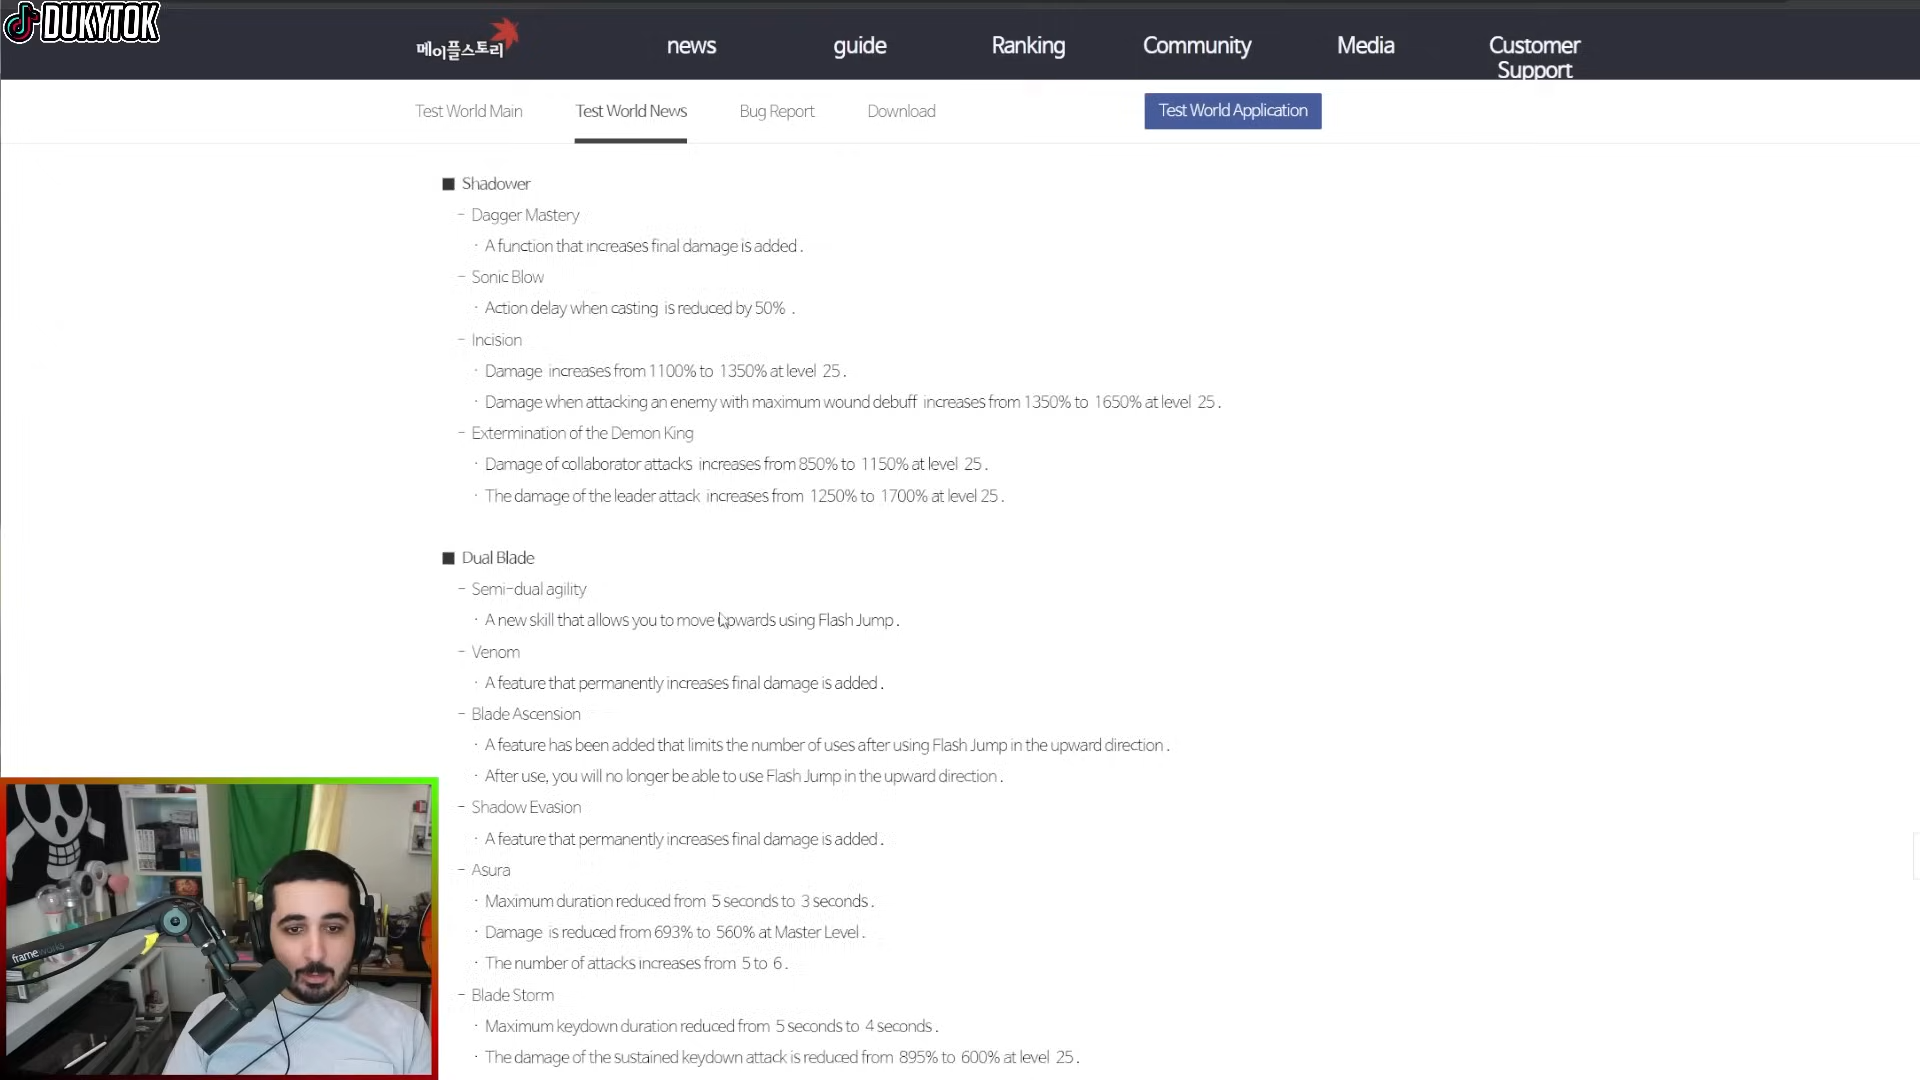 DUKYTOK
메이플스토리
news
guide
Ranking
Community
Media
Customer
Support
Test World Main
Test World News
Bug Report
Download
Test World Application
■ Shadower
- Dagger Mastery
· A function that increases final damage is added .
- Sonic Blow
· Action delay when casting is reduced by 50% .
- Incision
· Damage increases from 1100% to 1350% at level 25 .
· Damage when attacking an enemy with maximum wound debuff increases from 1350% to 1650% at level 25 .
- Extermination of the Demon King
· Damage of collaborator attacks increases from 850% to 1150% at level 25 .
· The damage of the leader attack increases from 1250% to 1700% at level 25 .
■ Dual Blade
- Semi-dual agility
· A new skill that allows you to move upwards using Flash Jump .
- Venom
· A feature that permanently increases final damage is added .
- Blade Ascension
· A feature has been added that limits the number of uses after using Flash Jump in the upward direction .
· After use, you will no longer be able to use Flash Jump in the upward direction .
- Shadow Evasion
· A feature that permanently increases final damage is added .
- Asura
· Maximum duration reduced from 5 seconds to 3 seconds .
· Damage is reduced from 693% to 560% at Master Level .
· The number of attacks increases from 5 to 6 .
- Blade Storm
· Maximum keydown duration reduced from 5 seconds to 4 seconds .
· The damage of the sustained keydown attack is reduced from 895% to 600% at level 25 .
frameworks